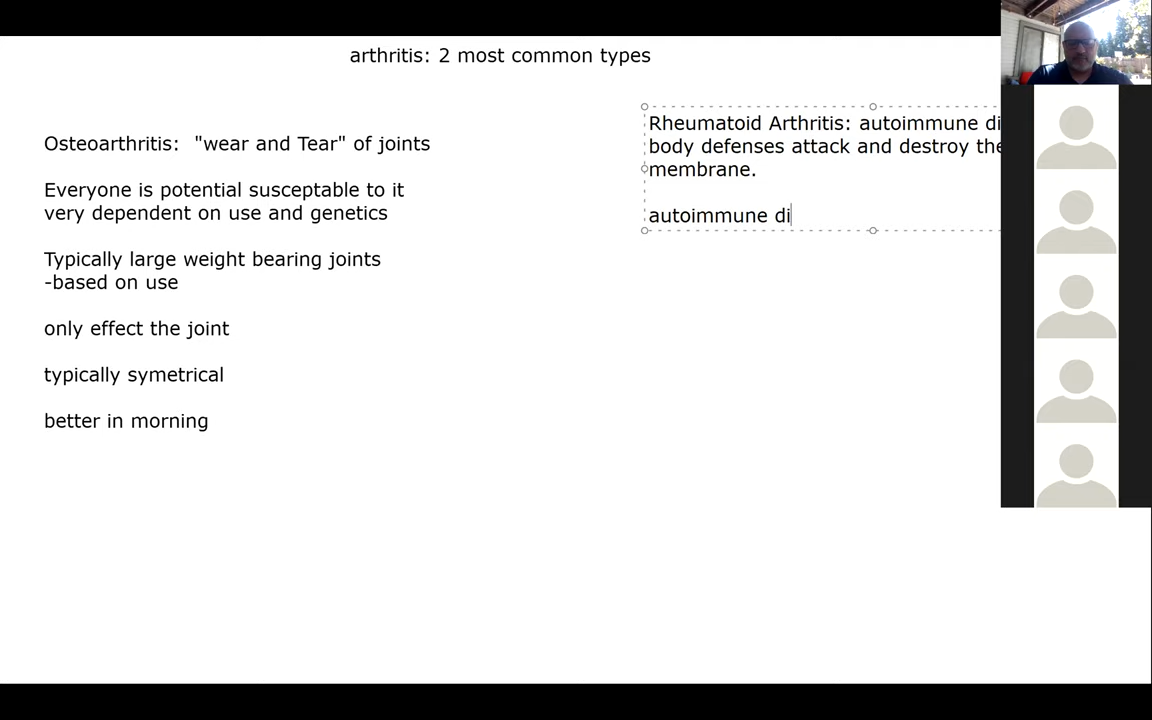 arthritis: 2 most common types
Osteoarthritis: "wear and Tear" of joints
Everyone is potential susceptable to it
very dependent on use and genetics
Typically large weight bearing joints
-based on use
only effect the joint
typically symetrical
better in morning
Rheumatoid Arthritis: autoimmune di
body defenses attack and destroy the
membrane.
autoimmune di